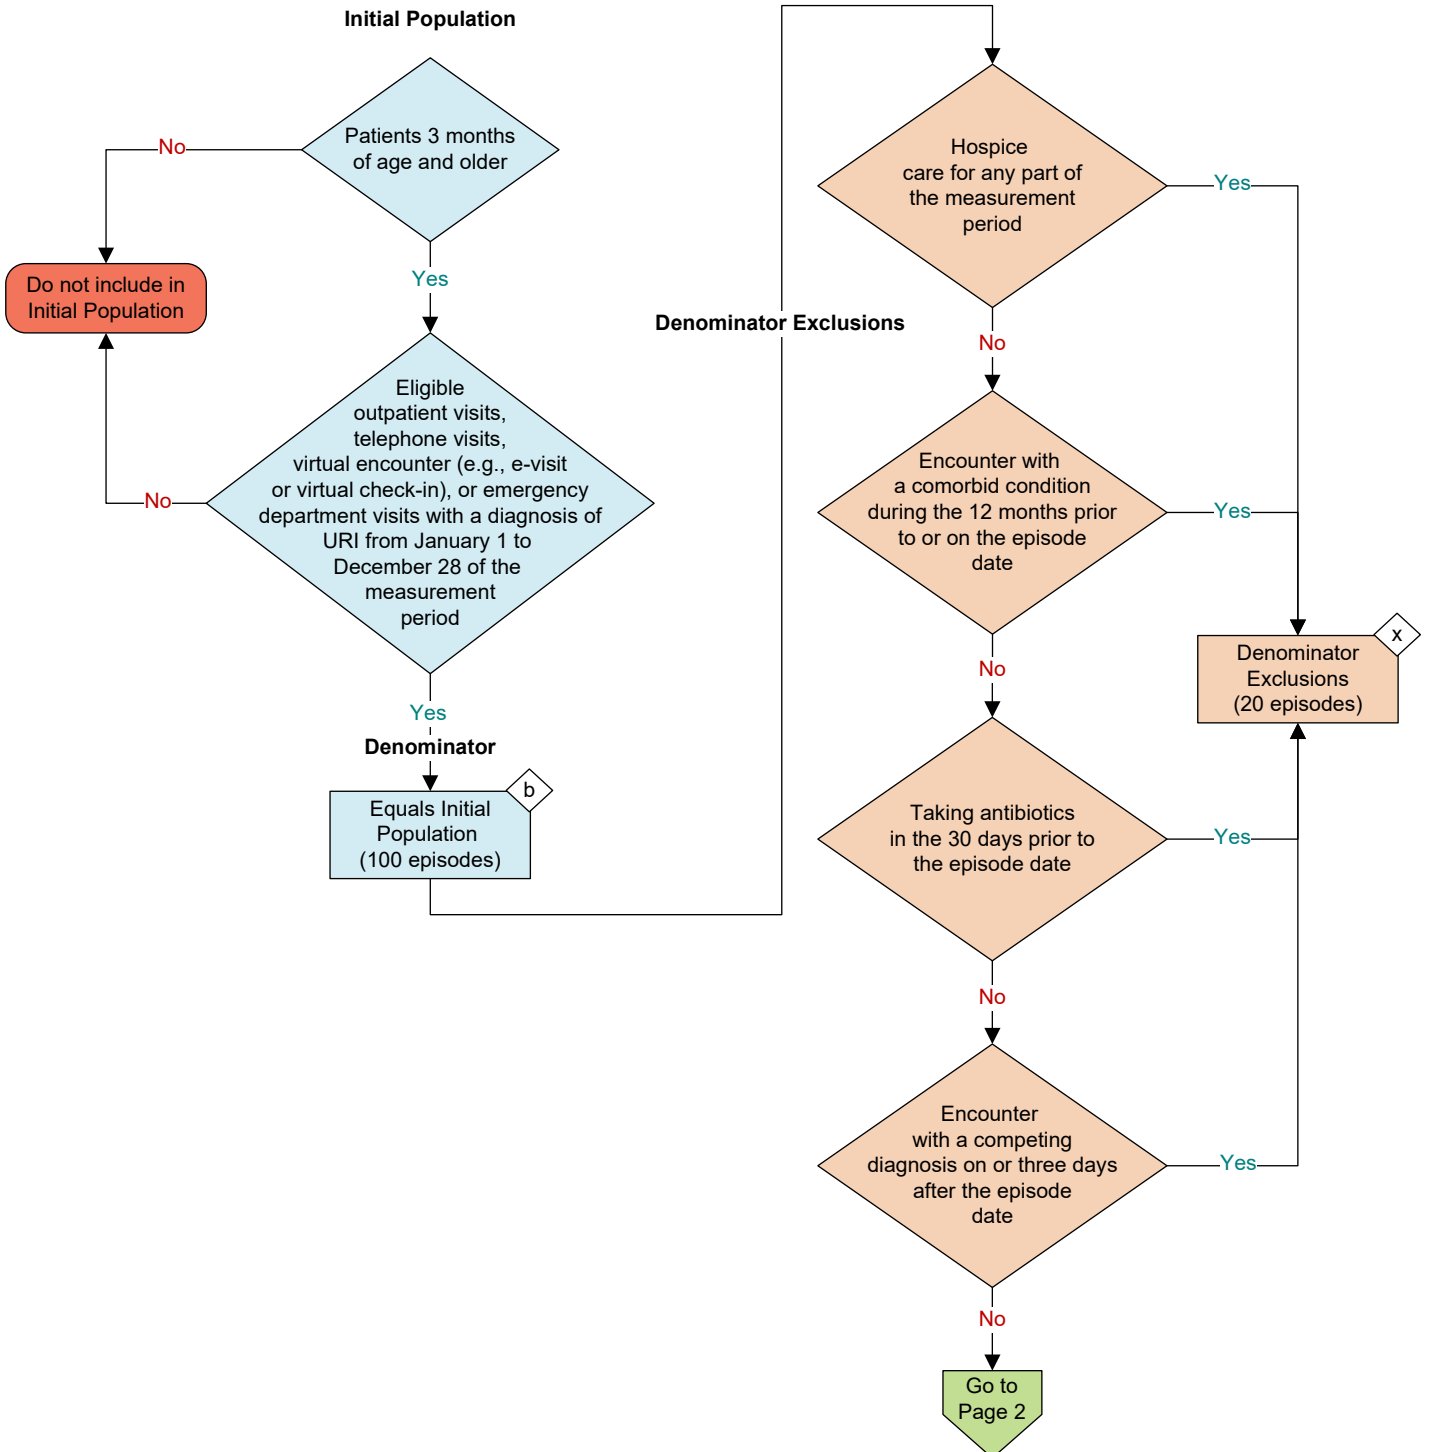 Initial Population
Patients 3 months
of age and older
No
Yes
Do not include in
Initial Population
Eligible
outpatient visits,
telephone visits,
virtual encounter (e.g., e-visit
or virtual check-in), or emergency
department visits with a diagnosis of
URI from January 1 to
December 28 of the
measurement
period
No
Yes
Denominator
b
Equals Initial
Population
(100 episodes)
Denominator Exclusions
Hospice
care for any part of
the measurement
period
Yes
No
Encounter with
a comorbid condition
during the 12 months prior
to or on the episode
date
Yes
No
x
Denominator
Exclusions
(20 episodes)
Taking antibiotics
in the 30 days prior to
the episode date
Yes
No
Encounter
with a competing
diagnosis on or three days
after the episode
date
Yes
No
Go to
Page 2